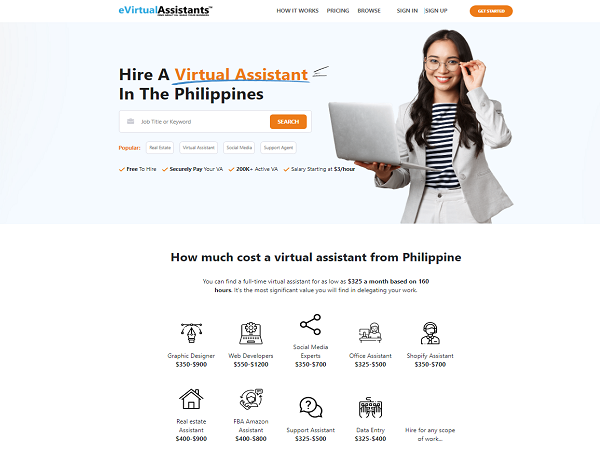 eVirtualAssistants™
HOW IT WORKS PRICING BROWSE SIGN IN |SIGN UP GET STARTED
Hire A Virtual Assistant
In The Philippines
Job Title or Keyword SEARCH
Popular: Real Estate Virtual Assistant Social Media Support Agent
Free To Hire Securely Pay Your VA 200K+ Active VA Salary Starting at $3/hour
How much cost a virtual assistant from Philippine
You can find a full-time virtual assistant for as low as $325 a month based on 160
hours. It's the most significant value you will find in delegating your work.
Graphic Designer
$350-$900
Web Developers
$550-$1200
Social Media
Experts
$350-$700
Office Assistant
$325-$500
Shopify Assistant
$350-$700
Real estate
Assistant
$400-$900
FBA Amazon
Assistant
$400-$800
Support Assistant
$325-$500
Data Entry
$325-$400
Hire for any scope
of work...